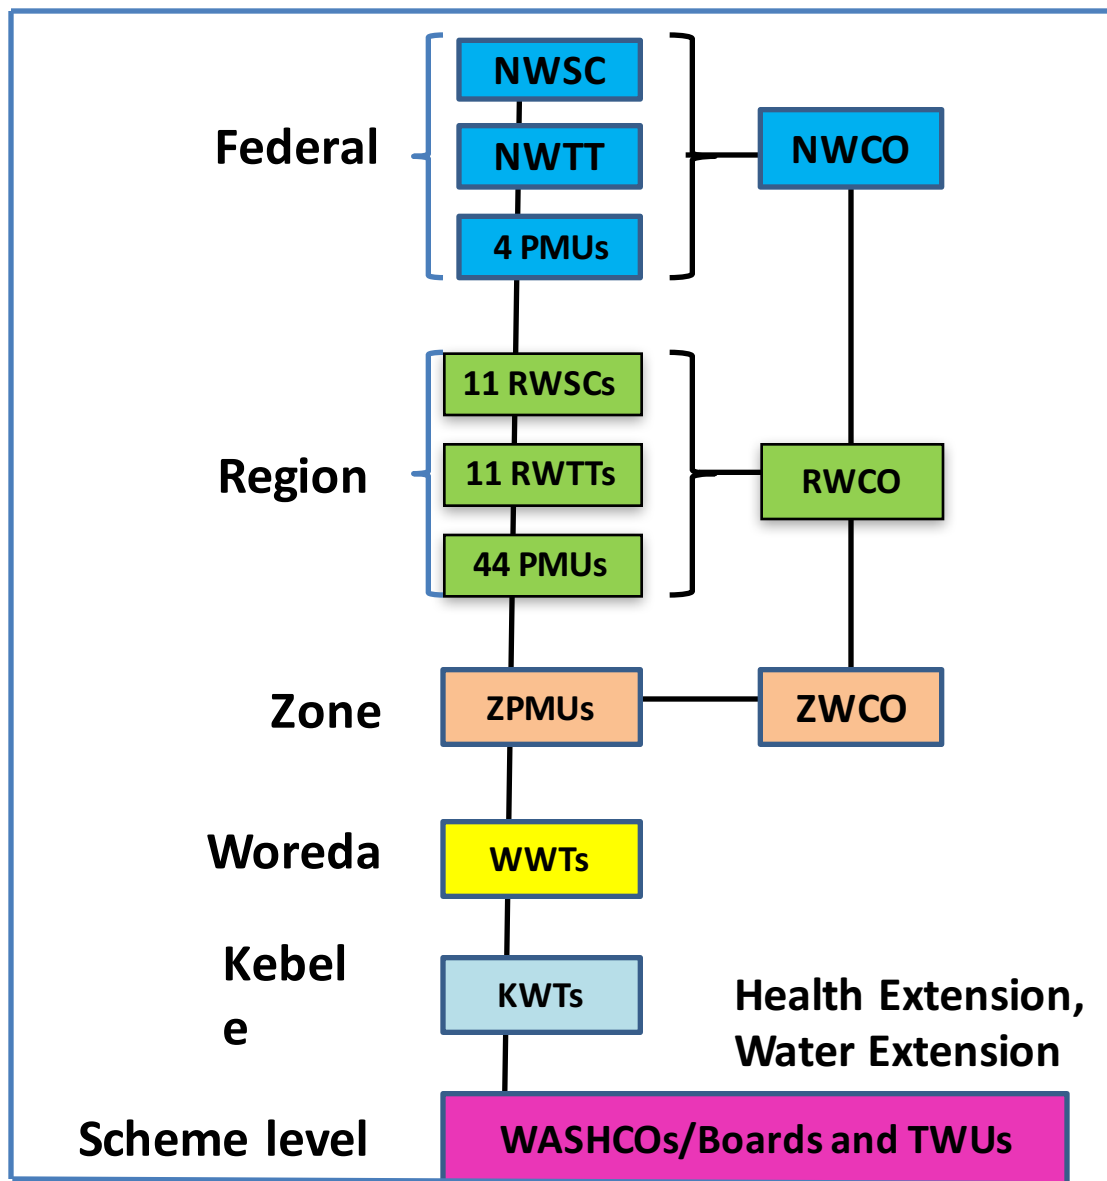 NWSC
Federal
NWTT
NWCO
4 PMUs
11 RWSCs
Region
11 RWTTs
RWCO
44 PMUs
Zone
ZPMUs
ZWCO
Woreda
WWTs
Kebel
e
KWTs
Health Extension,
Water Extension
Scheme level
WASHCOs/Boards and TWUs